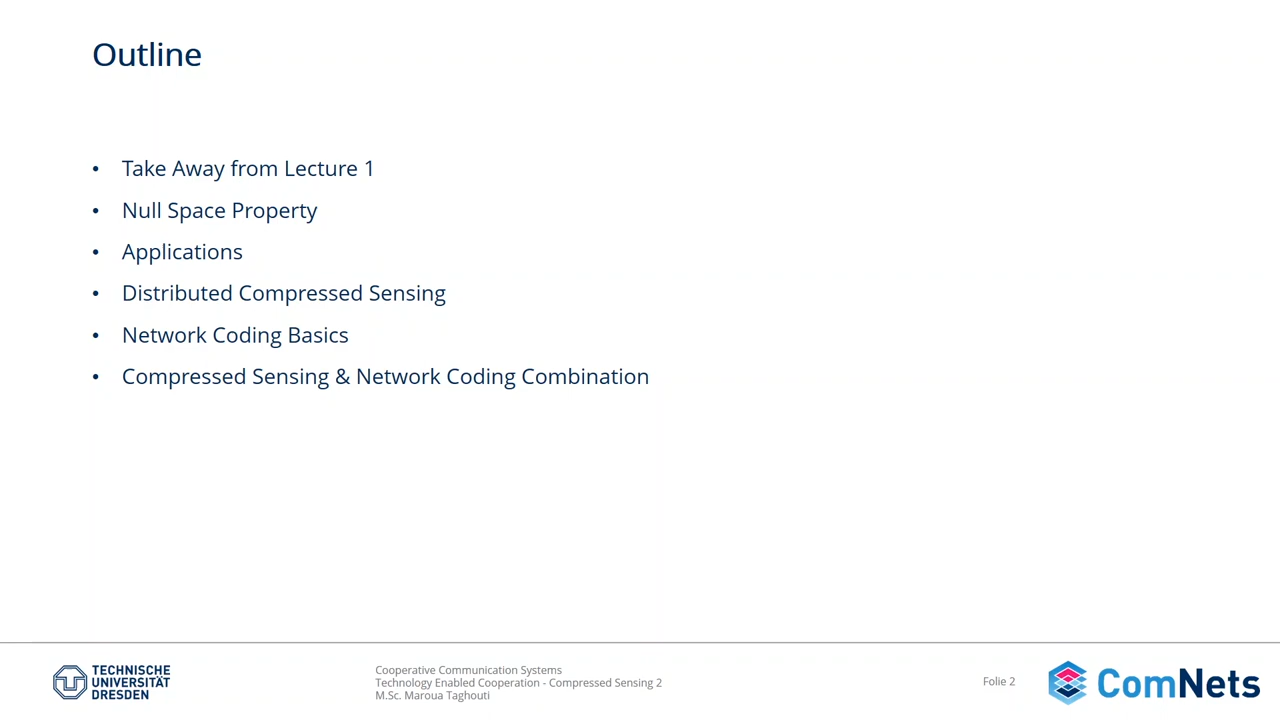 Outline
• Take Away from Lecture 1
• Null Space Property
• Applications
• Distributed Compressed Sensing
• Network Coding Basics
• Compressed Sensing & Network Coding Combination
TECHNISCHE
UNIVERSITÄT
DRESDEN
Cooperative Communication Systems
Technology Enabled Cooperation - Compressed Sensing 2
M.Sc. Maroua Taghouti
Folie 2
ComNets